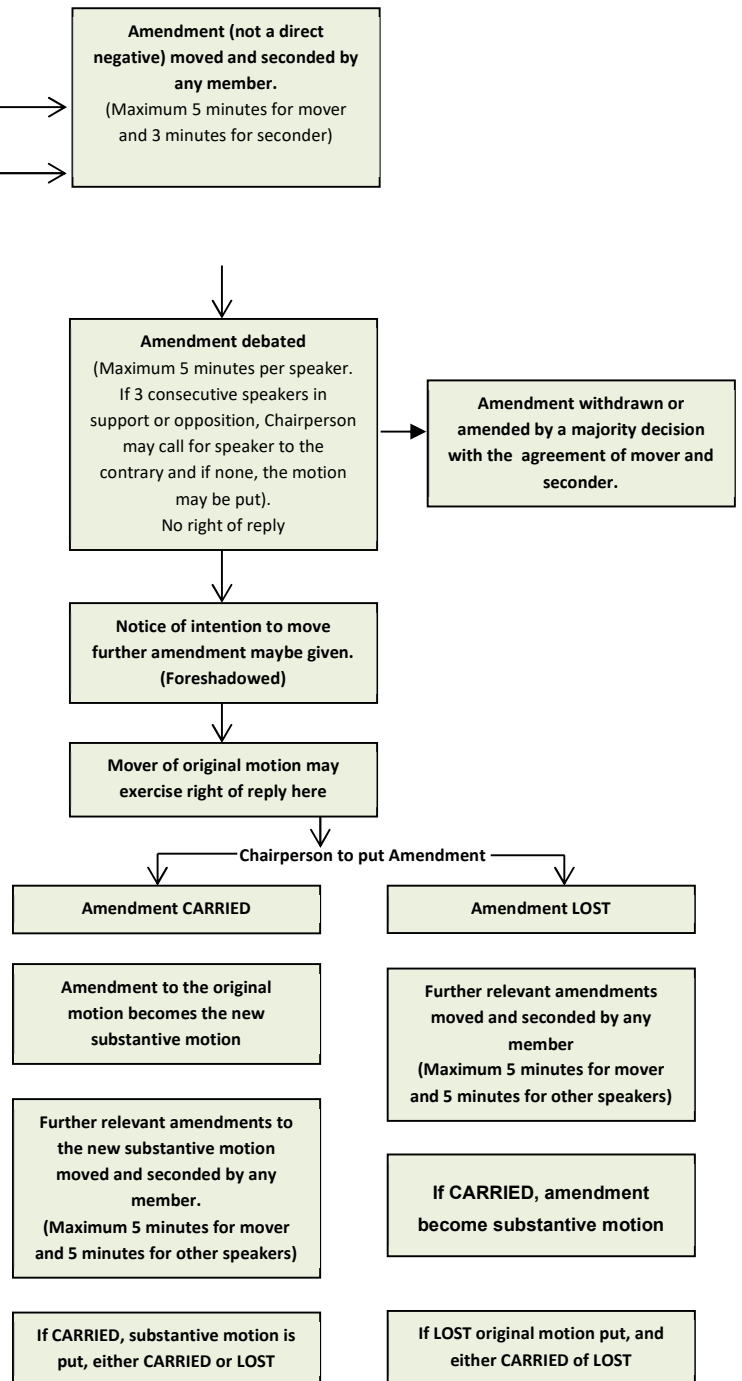 Amendment (not a direct
negative) moved and seconded by
any member.
(Maximum 5 minutes for mover
and 3 minutes for seconder)
Amendment debated
(Maximum 5 minutes per speaker.
If 3 consecutive speakers in
support or opposition, Chairperson
may call for speaker to the
contrary and if none, the motion
may be put).
No right of reply
Amendment withdrawn or
amended by a majority decision
with the agreement of mover and
seconder.
Notice of intention to move
further amendment maybe given.
(Foreshadowed)
Mover of original motion may
exercise right of reply here
Chairperson to put Amendment
Amendment CARRIED
Amendment to the original
motion becomes the new
substantive motion
Further relevant amendments to
the new substantive motion
moved and seconded by any
member.
(Maximum 5 minutes for mover
and 5 minutes for other speakers)
If CARRIED, substantive motion is
put, either CARRIED or LOST
Amendment LOST
Further relevant amendments
moved and seconded by any
member
(Maximum 5 minutes for mover
and 5 minutes for other speakers)
If CARRIED, amendment
become substantive motion
If LOST original motion put, and
either CARRIED of LOST